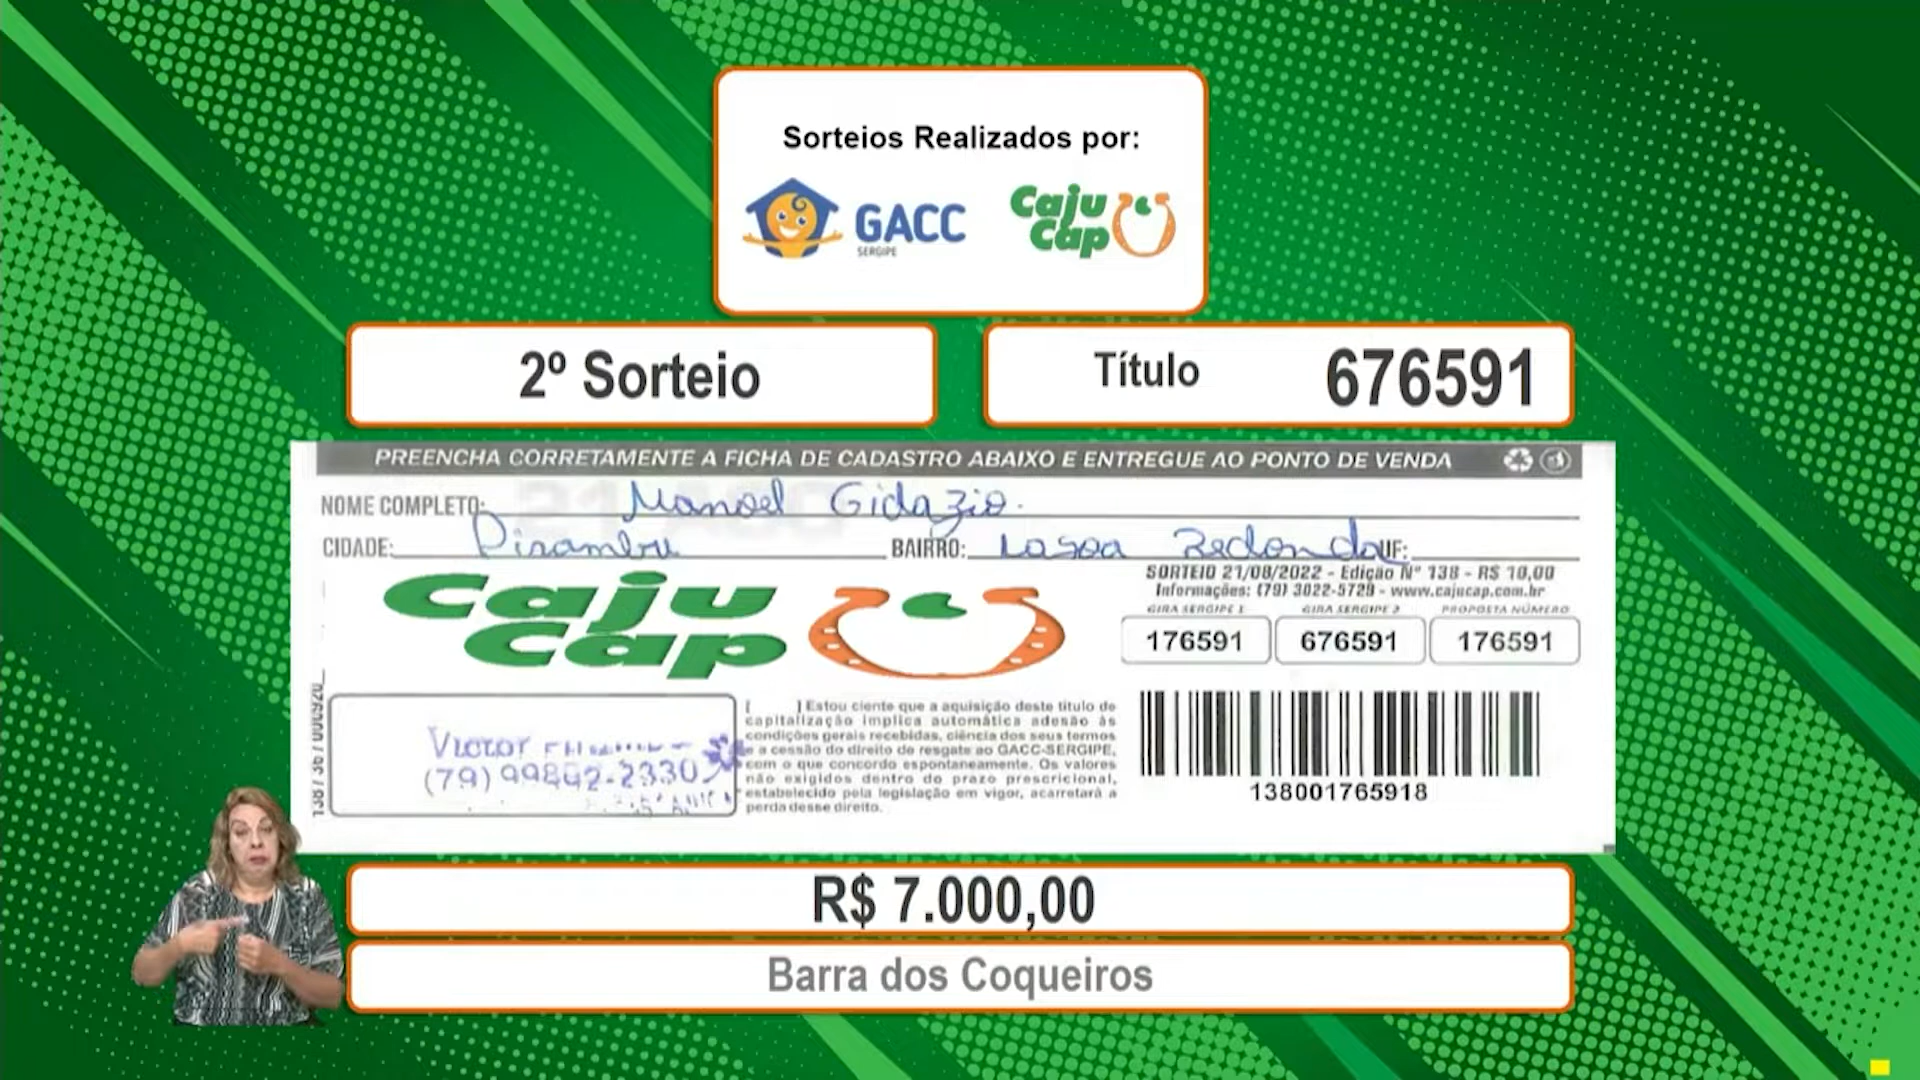 Sorteios Realizados por:
GACC
SERGIPE
Caju
Cap
2º Sorteio
Título 676591
PREENCHA CORRETAMENTE A FICHA DE CADASTRO ABAIXO E ENTREGUE AO PONTO DE VENDA
NOME COMPLETO: Manoel Gidazio.
CIDADE: Pirambu BAIRRO: Lagoa Redonda UF:
SORTEIO 21/08/2022 - Edição Nº 138 - R$ 10,00
Informações: (79) 3022-5729 - www.cajucap.com.br
GIRA SERGIPE 1 GIRA SERGIPE 2 PROPOSTA NÚMERO
176591 676591 176591
Caju
Cap
Victor
(79) 99862-2330
[ ] Estou ciente que a aquisição deste título de
capitalização implica automática adesão às
condições gerais recebidas, ciência dos seus termos
e a cessão do direito de resgate ao GACC-SERGIPE,
com o que concordo espontaneamente. Os valores
não exigidos dentro do prazo prescricional,
estabelecido pela legislação em vigor, acarretará a
perda desse direito.
138001765918
R$ 7.000,00
Barra dos Coqueiros